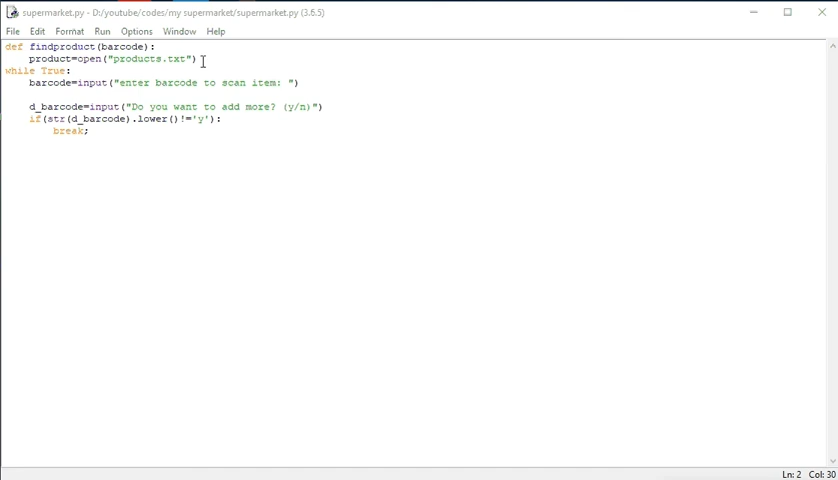 supermarket.py - D:/youtube/codes/my supermarket/supermarket.py (3.6.5)
File Edit Format Run Options Window Help
def findproduct(barcode):
    product=open("products.txt")
while True:
    barcode=input("enter barcode to scan item: ")
    d_barcode=input("Do you want to add more? (y/n)")
    if(str(d_barcode).lower()!='y'):
        break;
Ln: 2 Col: 30